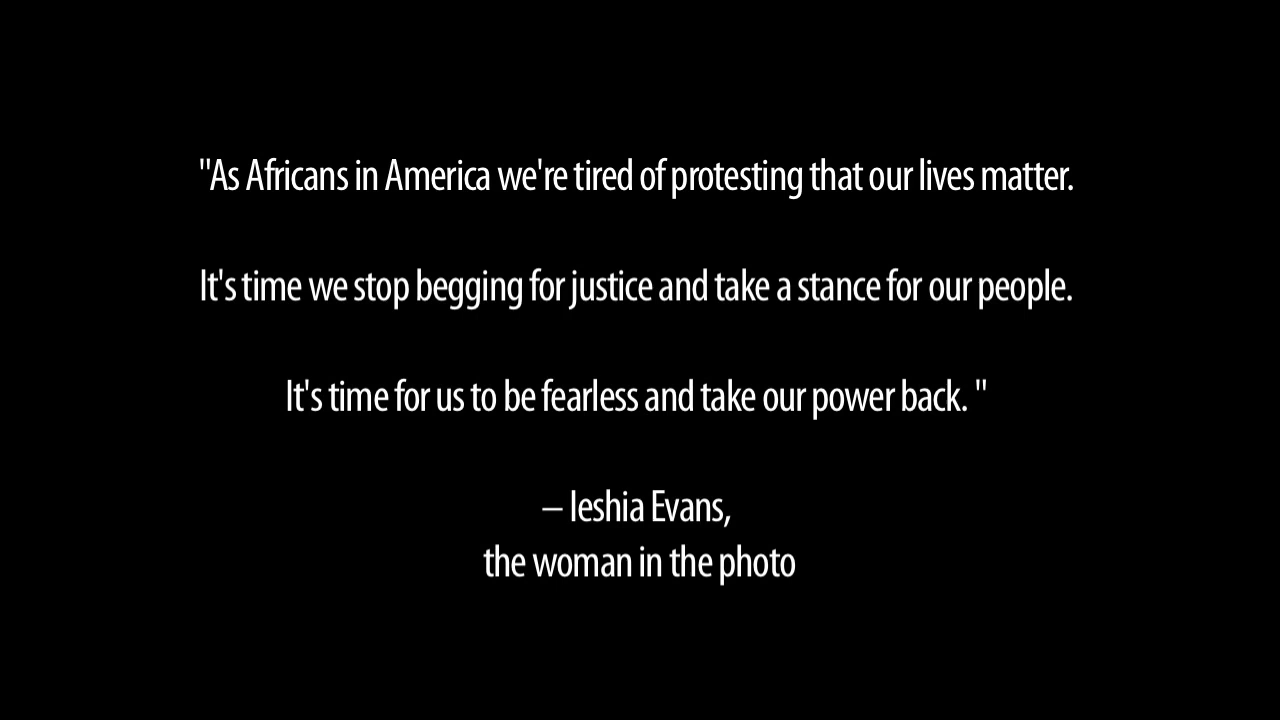 "As Africans in America we're tired of protesting that our lives matter.
It's time we stop begging for justice and take a stance for our people.
It's time for us to be fearless and take our power back. "
– Ieshia Evans,
the woman in the photo